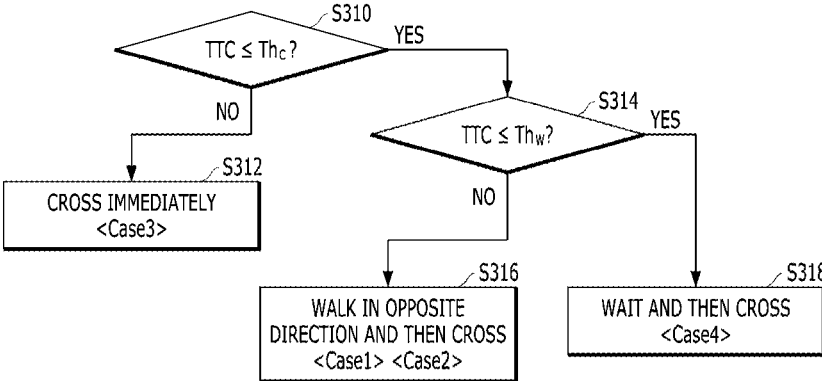 S310
TTC ≤ Thc?
YES
NO
S314
TTC ≤ Thw?
YES
S312
CROSS IMMEDIATELY
<Case3>
NO
S316
WALK IN OPPOSITE
DIRECTION AND THEN CROSS
<Case1> <Case2>
S318
WAIT AND THEN CROSS
<Case4>